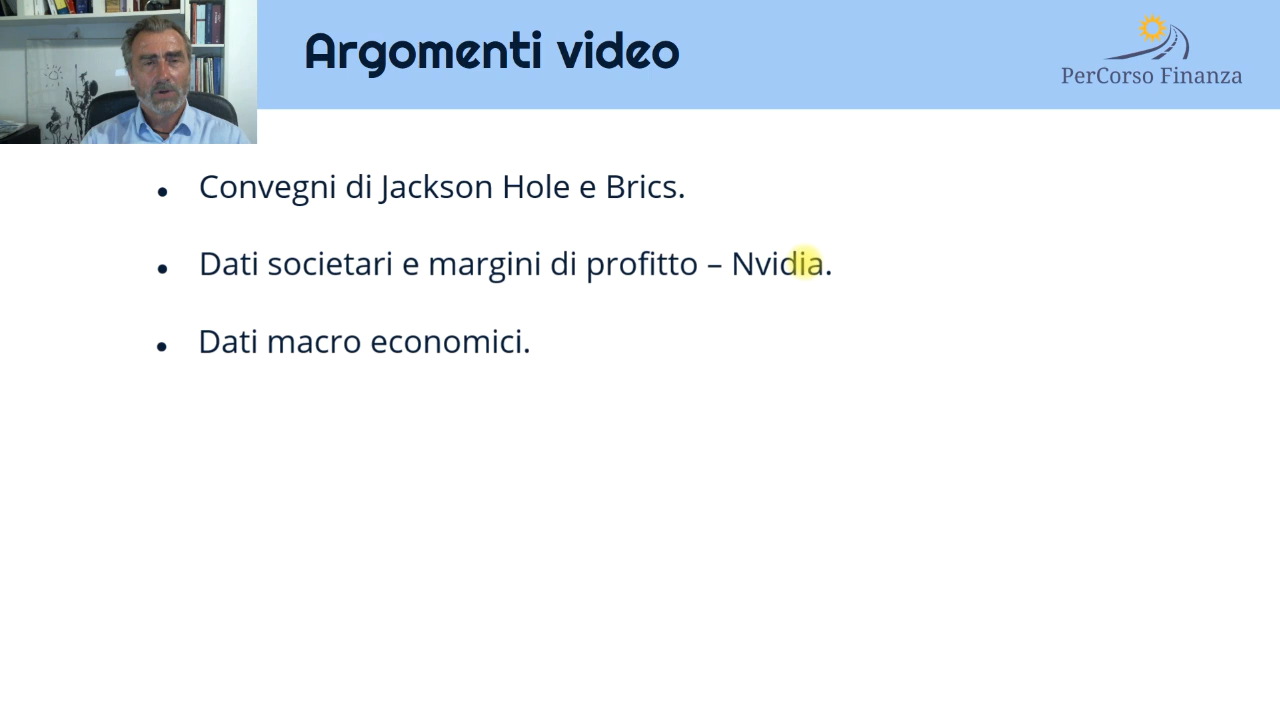 Argomenti video
PerCorso Finanza
• Convegni di Jackson Hole e Brics.
• Dati societari e margini di profitto – Nvidia.
• Dati macro economici.